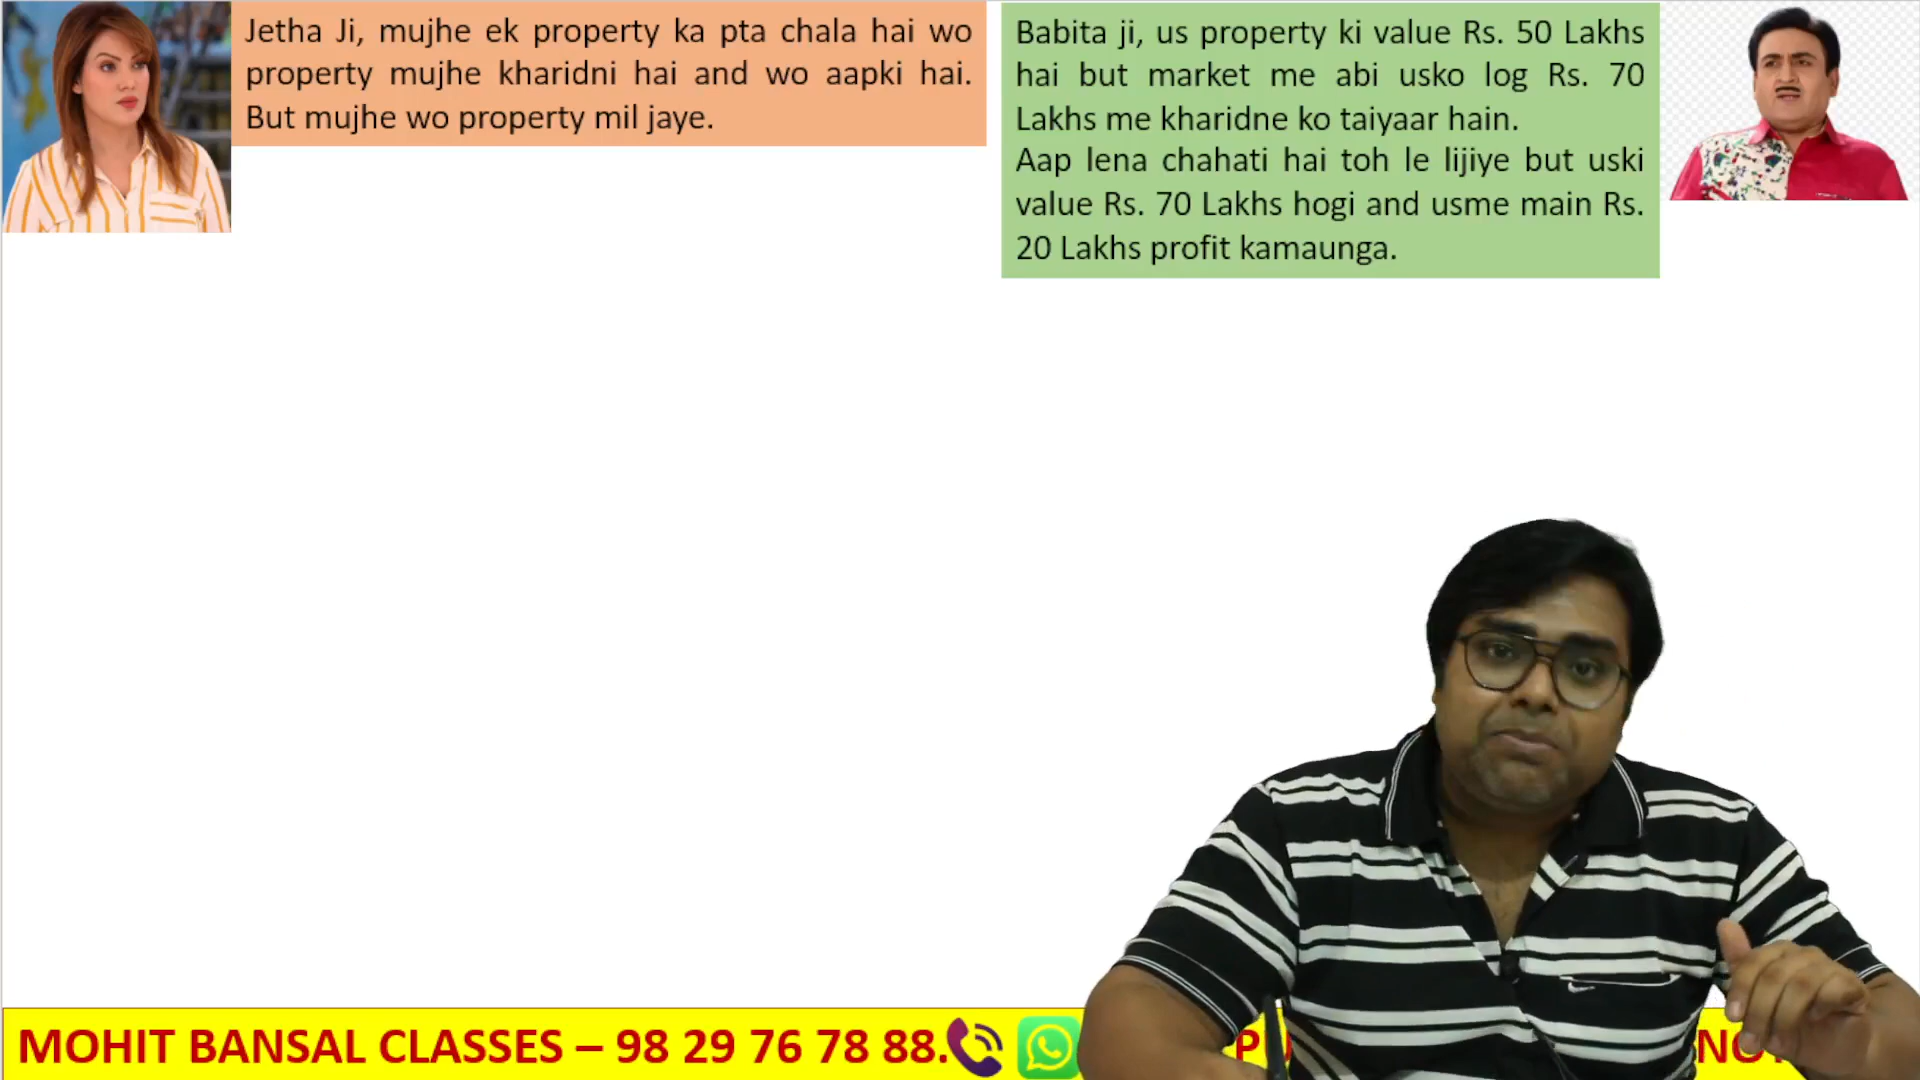 Jetha Ji, mujhe ek property ka pta chala hai wo
property mujhe kharidni hai and wo aapki hai.
But mujhe wo property mil jaye.
Babita ji, us property ki value Rs. 50 Lakhs
hai but market me abi usko log Rs. 70
Lakhs me kharidne ko taiyaar hain.
Aap lena chahati hai toh le lijiye but uski
value Rs. 70 Lakhs hogi and usme main Rs.
20 Lakhs profit kamaunga.
MOHIT BANSAL CLASSES – 98 29 76 78 88.